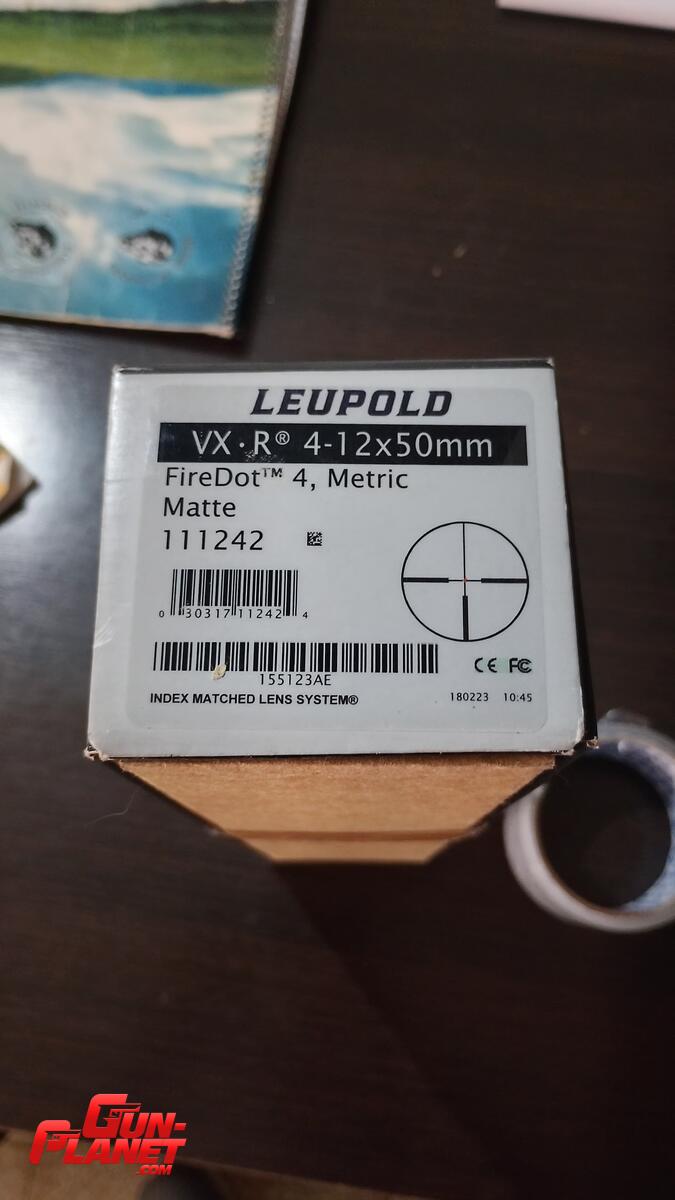 LEUPOLD
VX·R® 4-12x50mm
FireDot™ 4, Metric
Matte
111242
0 30317 11242 4
155123AE
CE FC
INDEX MATCHED LENS SYSTEM®
180223 10:45
GUN-
PLANET
.COM